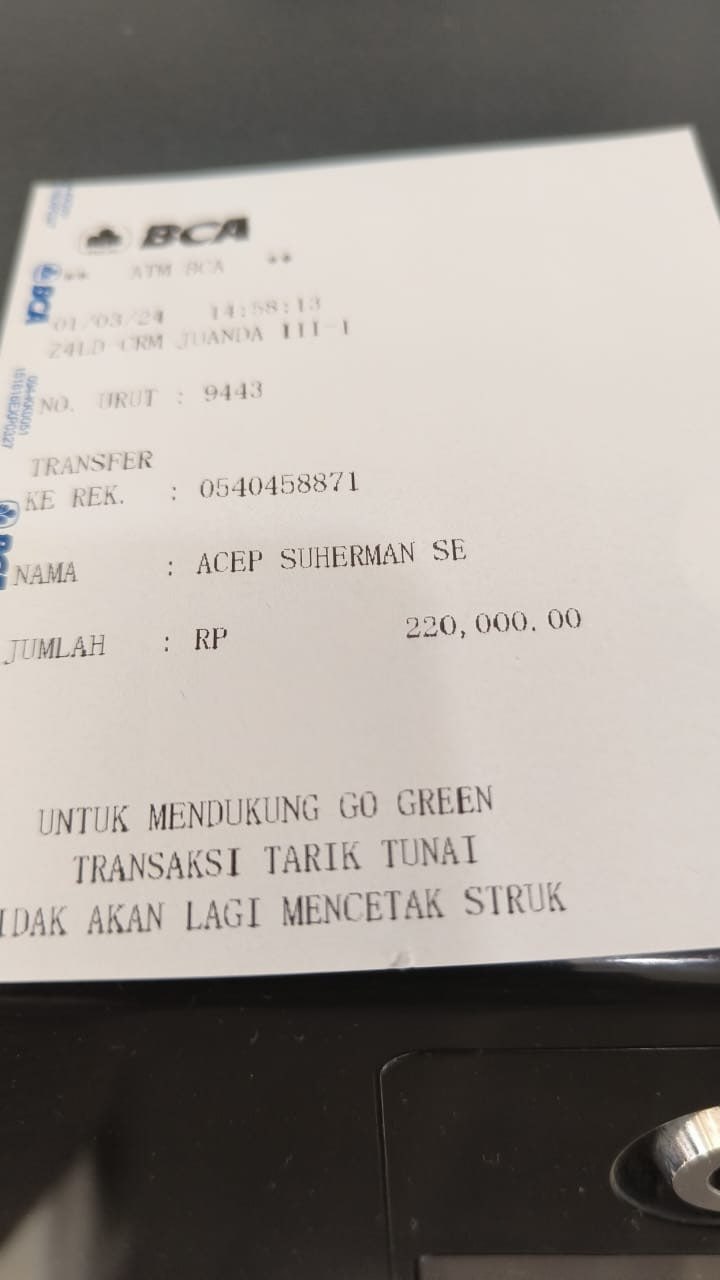 BCA
** ATM BCA **
01/03/24 14:58:13
24LD CRM JUANDA III-1
NO. URUT : 9443
TRANSFER
KE REK. : 0540458871
NAMA : ACEP SUHERMAN SE
JUMLAH : RP 220,000.00
UNTUK MENDUKUNG GO GREEN
TRANSAKSI TARIK TUNAI
IDAK AKAN LAGI MENCETAK STRUK
BCA